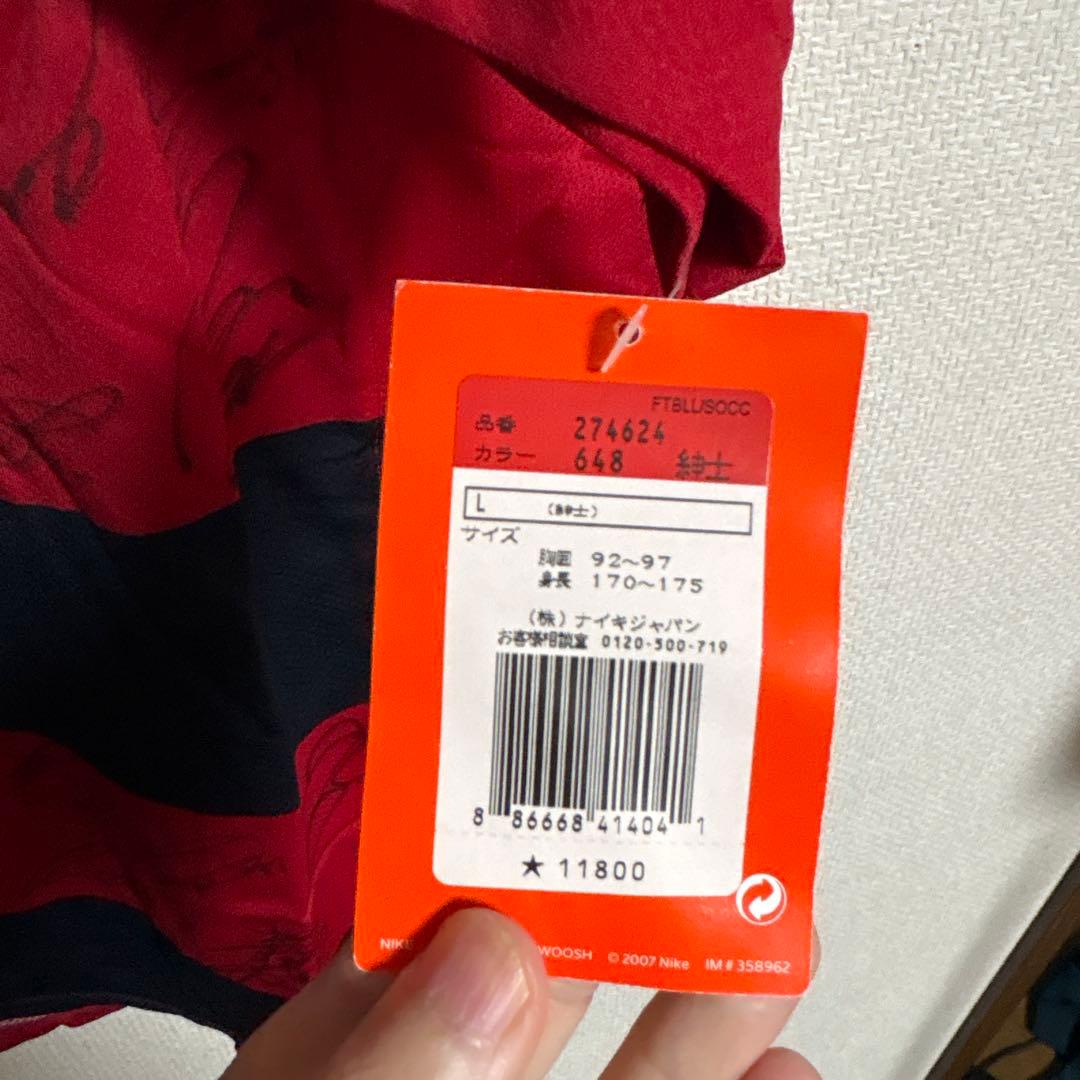 FTBLL/SOCC
品番 274624
カラー 648 紳士
L (紳士)
サイズ
胸囲 92~97
身長 170~175
(株)ナイキジャパン
お客様相談室 0120-500-719
8 86668 41404 1
★ 11800
NIKE WOOSH © 2007 Nike IM # 358962